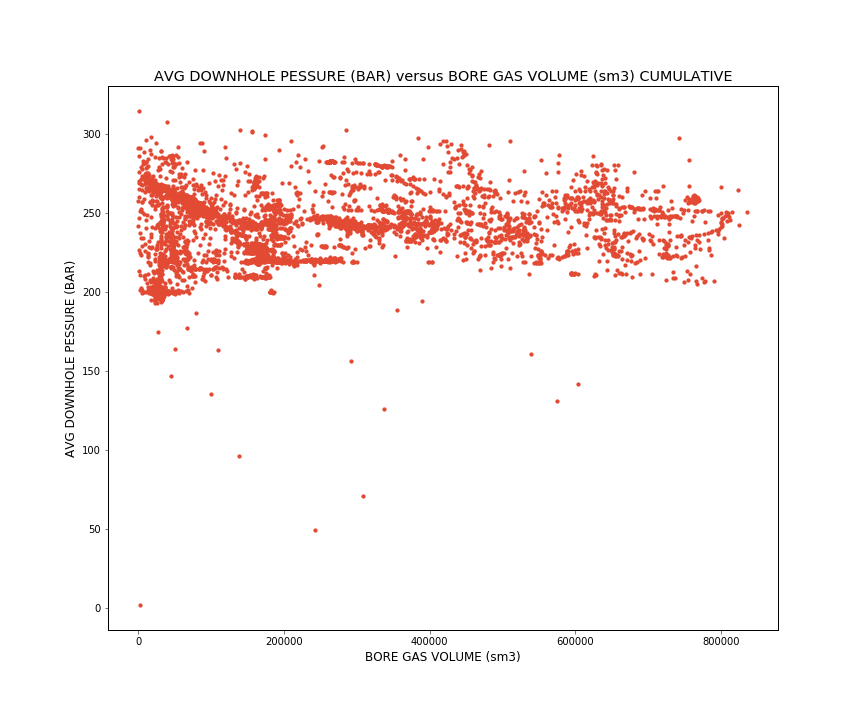 AVG DOWNHOLE PESSURE (BAR) versus BORE GAS VOLUME (sm3) CUMULATIVE
AVG DOWNHOLE PESSURE (BAR)
300
250
200
150
100
50
0
0 200000 400000 600000 800000
BORE GAS VOLUME (sm3)